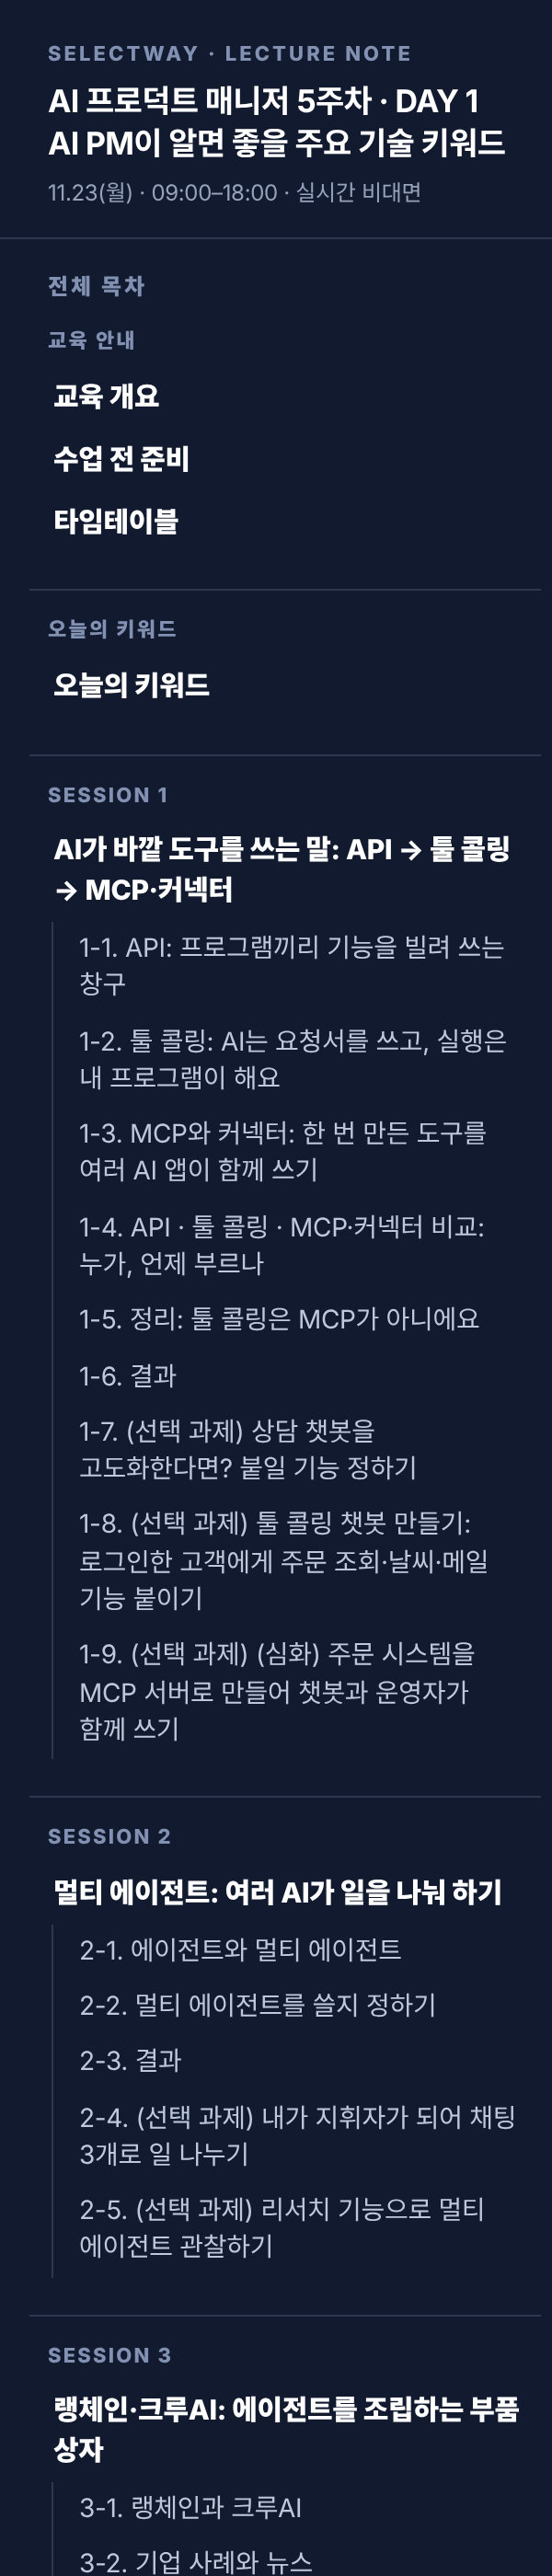 SELECTWAY · LECTURE NOTE
AI 프로덕트 매니저 5주차 · DAY 1
AI PM이 알면 좋을 주요 기술 키워드
11.23(월) · 09:00–18:00 · 실시간 비대면
전체 목차
교육 안내
교육 개요
수업 전 준비
타임테이블
오늘의 키워드
오늘의 키워드
SESSION 1
AI가 바깥 도구를 쓰는 말: API → 툴 콜링
→ MCP·커넥터
1-1. API: 프로그램끼리 기능을 빌려 쓰는
창구
1-2. 툴 콜링: AI는 요청서를 쓰고, 실행은
내 프로그램이 해요
1-3. MCP와 커넥터: 한 번 만든 도구를
여러 AI 앱이 함께 쓰기
1-4. API · 툴 콜링 · MCP·커넥터 비교:
누가, 언제 부르나
1-5. 정리: 툴 콜링은 MCP가 아니에요
1-6. 결과
1-7. (선택 과제) 상담 챗봇을
고도화한다면? 붙일 기능 정하기
1-8. (선택 과제) 툴 콜링 챗봇 만들기:
로그인한 고객에게 주문 조회·날씨·메일
기능 붙이기
1-9. (선택 과제) (심화) 주문 시스템을
MCP 서버로 만들어 챗봇과 운영자가
함께 쓰기
SESSION 2
멀티 에이전트: 여러 AI가 일을 나눠 하기
2-1. 에이전트와 멀티 에이전트
2-2. 멀티 에이전트를 쓸지 정하기
2-3. 결과
2-4. (선택 과제) 내가 지휘자가 되어 채팅
3개로 일 나누기
2-5. (선택 과제) 리서치 기능으로 멀티
에이전트 관찰하기
SESSION 3
랭체인·크루AI: 에이전트를 조립하는 부품
상자
3-1. 랭체인과 크루AI
3-2. 기업 사례와 뉴스